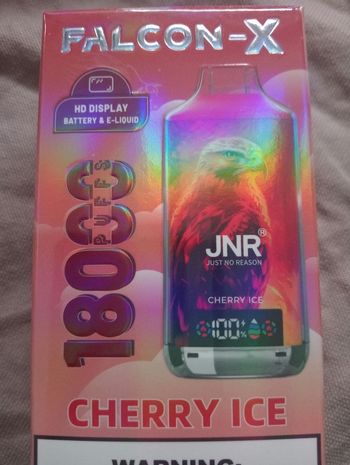 FALCON-X
HD DISPLAY
BATTERY & E-LIQUID
18000
PUFFS
JNR
JUST NO REASON
CHERRY ICE
100%
CHERRY ICE
WARNING: